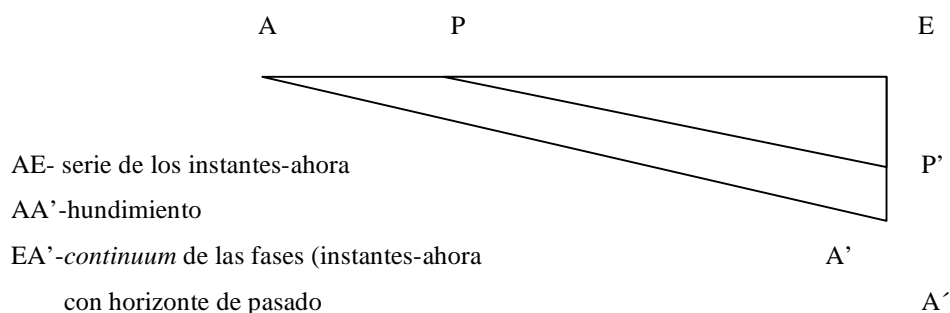 A P E
AE- serie de los instantes-ahora P’
AA’-hundimiento
EA’-continuum de las fases (instantes-ahora A’
con horizonte de pasado A´